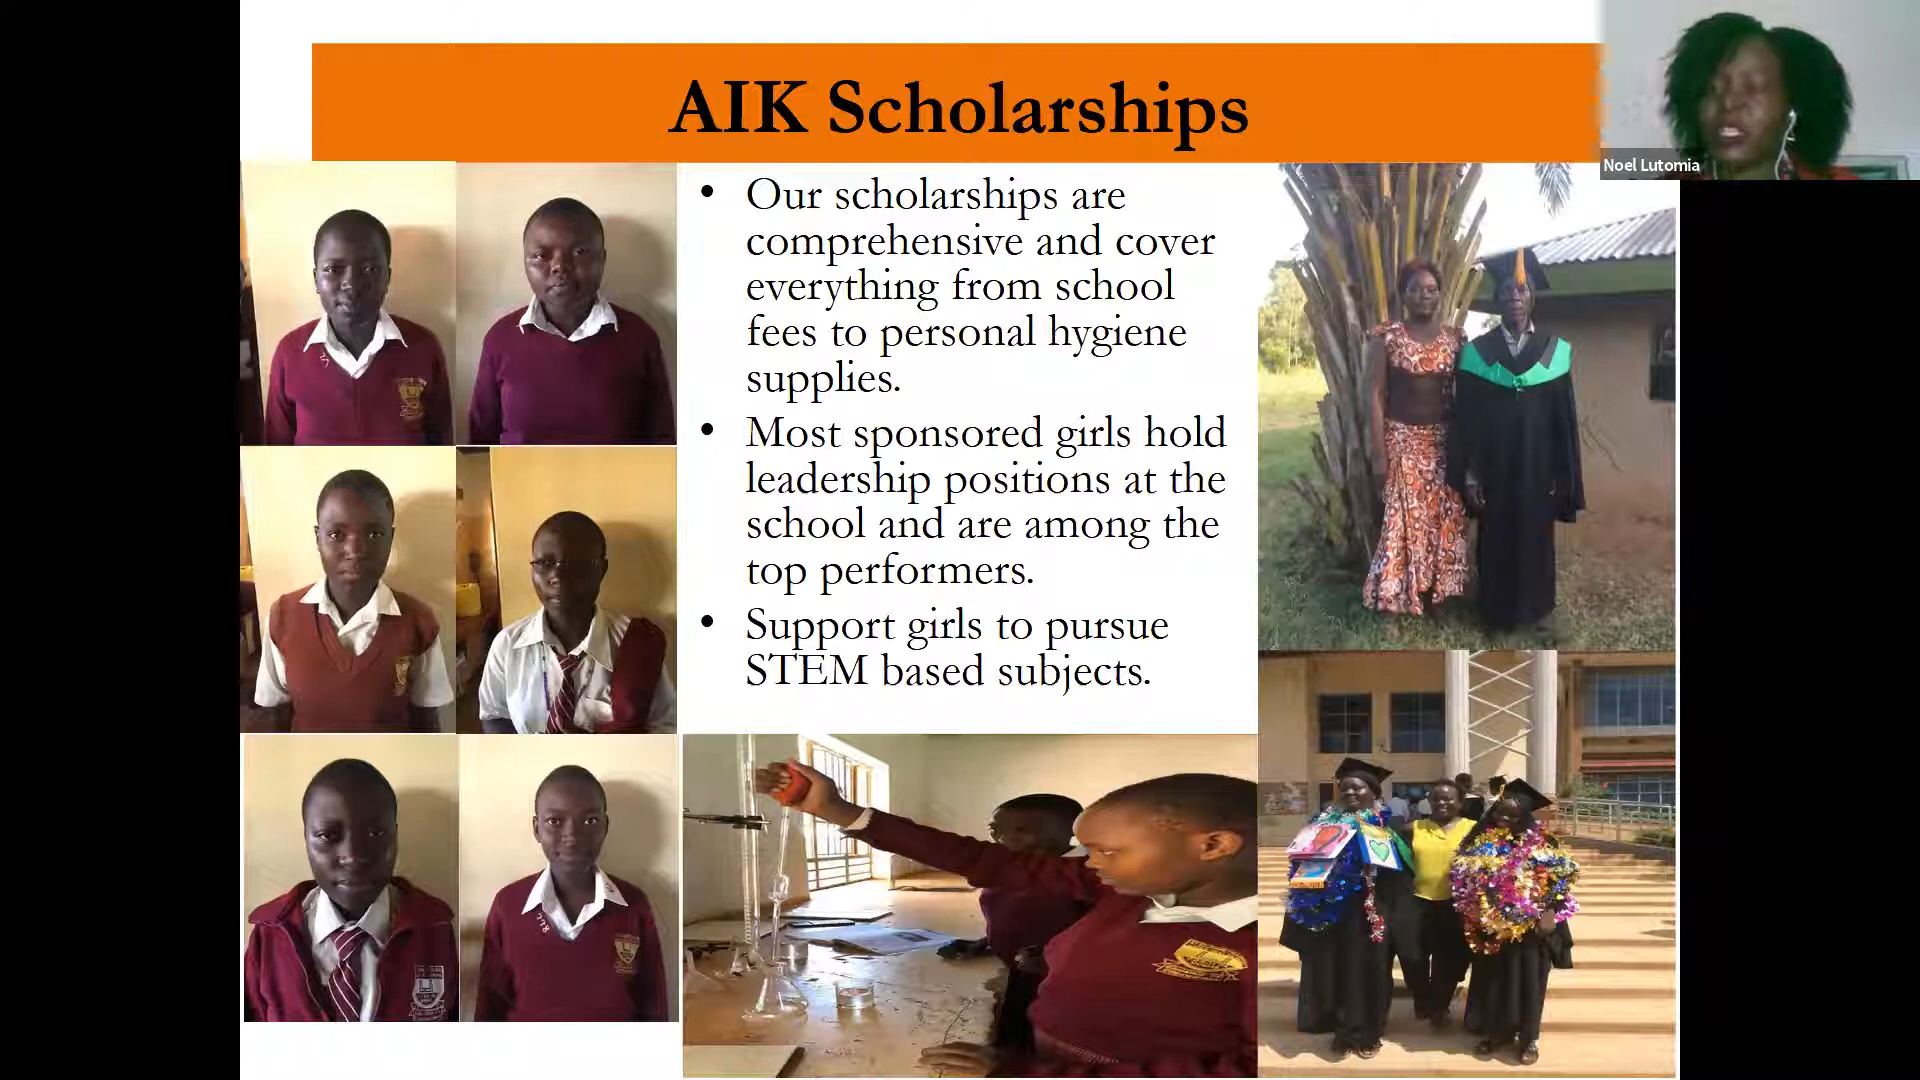 AIK Scholarships
Noel Lutomia
• Our scholarships are
comprehensive and cover
everything from school
fees to personal hygiene
supplies.
• Most sponsored girls hold
leadership positions at the
school and are among the
top performers.
• Support girls to pursue
STEM based subjects.